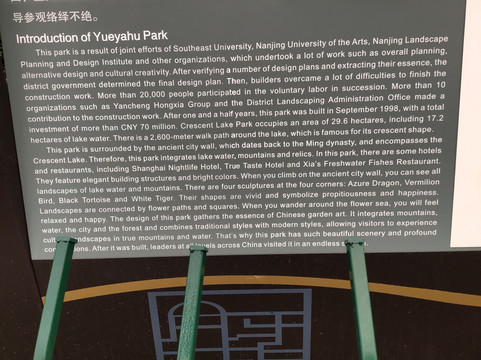 导参观络绎不绝。
Introduction of Yueyahu Park
This park is a result of joint efforts of Southeast University, Nanjing University of the Arts, Nanjing Landscape
Planning and Design Institute and other organizations, which undertook a lot of work such as overall planning,
alternative design and cultural creativity. After verifying a number of design plans and extracting their essence, the
district government determined the final design plan. Then, builders overcame a lot of difficulties to finish the
construction work. More than 20,000 people participated in the voluntary labor in succession. More than 10
organizations such as Yancheng Hongxia Group and the District Landscaping Administration Office made a
contribution to the construction work. After one and a half years, this park was built in September 1998, with a total
investment of more than CNY 70 million. Crescent Lake Park occupies an area of 29.6 hectares, including 17.2
hectares of lake water. There is a 2,600-meter walk path around the lake, which is famous for its crescent shape.
This park is surrounded by the ancient city wall, which dates back to the Ming dynasty, and encompasses the
Crescent Lake. Therefore, this park integrates lake water, mountains and relics. In this park, there are some hotels
and restaurants, including Shanghai Nightlife Hotel, True Taste Hotel and Xia's Freshwater Fishes Restaurant.
They feature elegant building structures and bright colors. When you climb on the ancient city wall, you can see all
landscapes of lake water and mountains. There are four sculptures at the four corners: Azure Dragon, Vermilion
Bird, Black Tortoise and White Tiger. Their shapes are vivid and symbolize propitiousness and happiness.
Landscapes are connected by flower paths and squares. When you wander around the flower sea, you will feel
relaxed and happy. The design of this park gathers the essence of Chinese garden art. It integrates mountains,
water, the city and the forest and combines traditional styles with modern styles, allowing visitors to experience
landscapes in true mountains and water. That's why this park has such beautiful scenery and profound
After it was built, leaders at all levels across China visited it in an endless